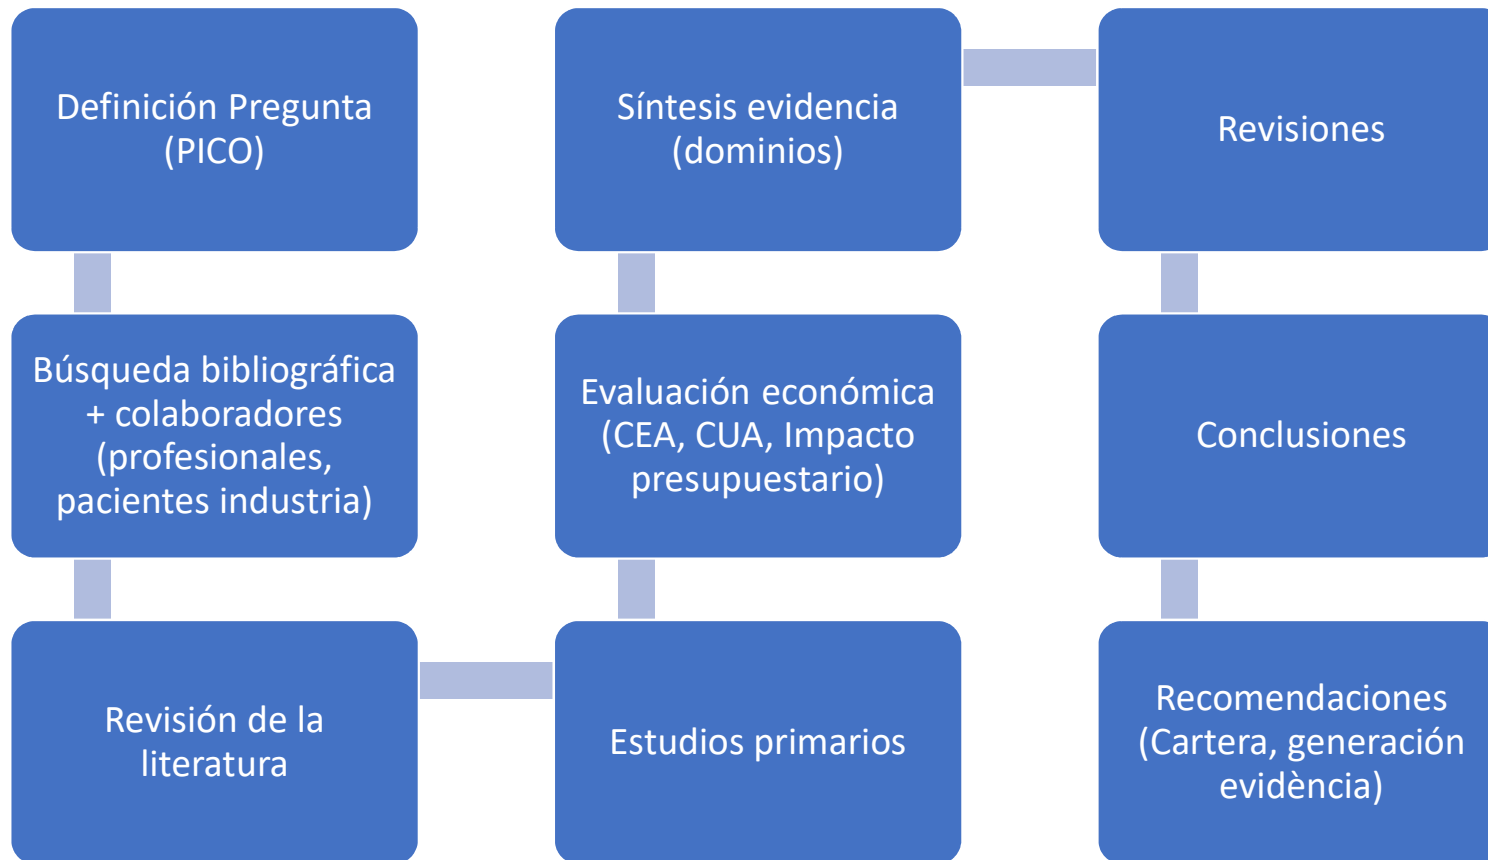 Definición Pregunta
(PICO)
Búsqueda bibliográfica
+ colaboradores
(profesionales,
pacientes industria)
Revisión de la
literatura
Estudios primarios
Evaluación económica
(CEA, CUA, Impacto
presupuestario)
Síntesis evidencia
(dominios)
Revisiones
Conclusiones
Recomendaciones
(Cartera, generación
evidència)